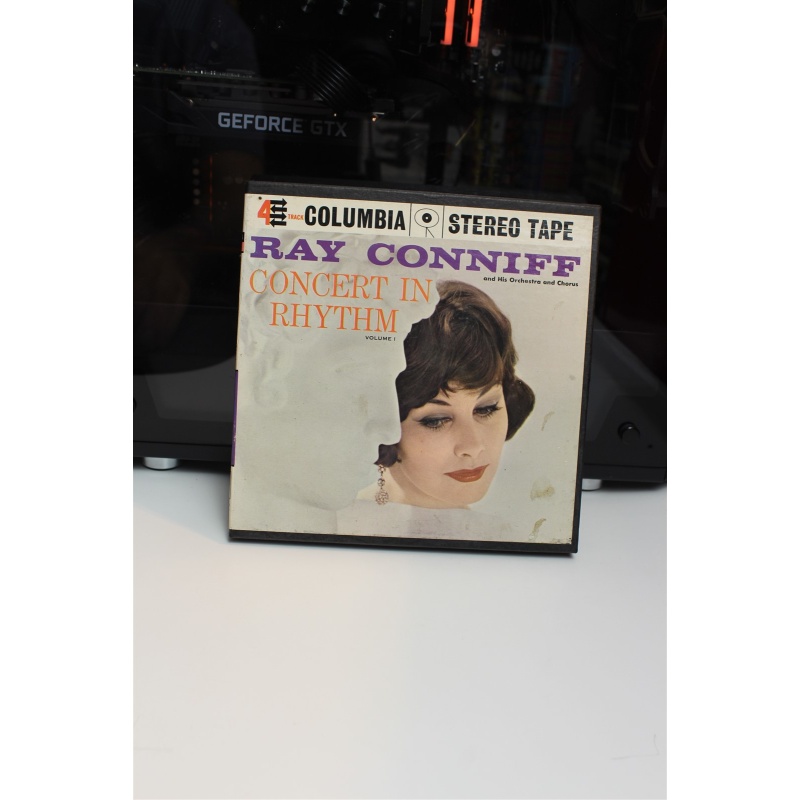 GEFORCE GTX
4 TRACK COLUMBIA STEREO TAPE
RAY CONNIFF
and His Orchestra and Chorus
CONCERT IN
RHYTHM
VOLUME I